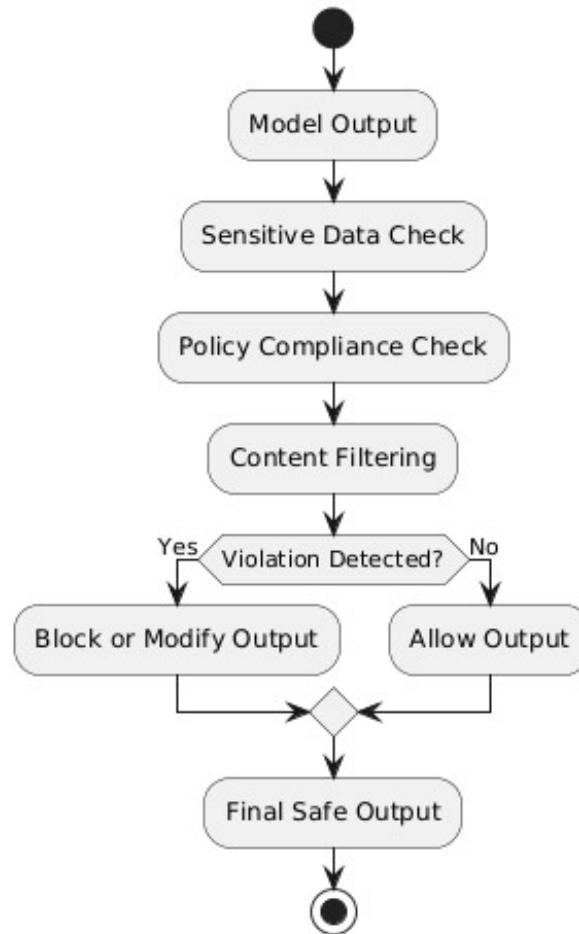 Model Output
Sensitive Data Check
Policy Compliance Check
Content Filtering
Yes
Violation Detected?
No
Block or Modify Output
Allow Output
Final Safe Output